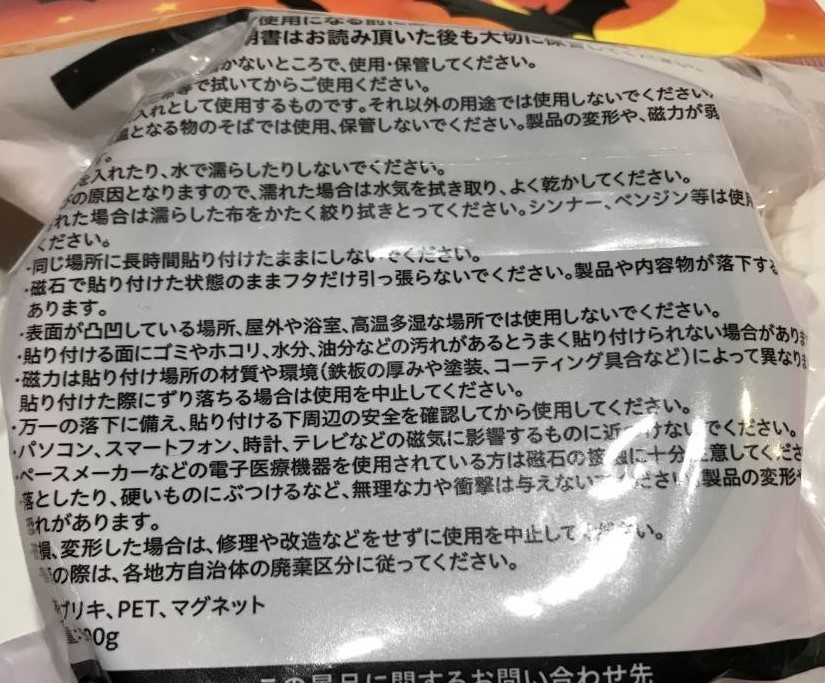 使用になる前に
明書はお読み頂いた後も大切に保管してください。
かないところで、使用・保管してください。
等で拭いてからご使用ください。
入れとして使用するものです。それ以外の用途では使用しないでください。
温となる物のそばでは使用、保管しないでください。製品の変形や、磁力が弱
す。
を入れたり、水で濡らしたりしないでください。
びの原因となりますので、濡れた場合は水気を拭き取り、よく乾かしてください。
れた場合は濡らした布をかたく絞り拭きとってください。シンナー、ベンジン等は使用
ください。
・同じ場所に長時間貼り付けたままにしないでください。
・磁石で貼り付けた状態のままフタだけ引っ張らないでください。製品や内容物が落下する
あります。
・表面が凸凹している場所、屋外や浴室、高温多湿な場所では使用しないでください。
・貼り付ける面にゴミやホコリ、水分、油分などの汚れがあるとうまく貼り付けられない場合があります
・磁力は貼り付け場所の材質や環境(鉄板の厚みや塗装、コーティング具合など)によって異なりま
貼り付けた際にずり落ちる場合は使用を中止してください。
・万一の落下に備え、貼り付ける下周辺の安全を確認してから使用してください。
・パソコン、スマートフォン、時計、テレビなどの磁気に影響するものに近づけないでください。
・ペースメーカーなどの電子医療機器を使用されている方は磁石の接触に十分注意してくださ
・落としたり、硬いものにぶつけるなど、無理な力や衝撃は与えないでください。製品の変形や
恐れがあります。
損、変形した場合は、修理や改造などをせずに使用を中止してください。
の際は、各地方自治体の廃棄区分に従ってください。
ブリキ、PET、マグネット
00g
この景品に関するお問い合わせ先